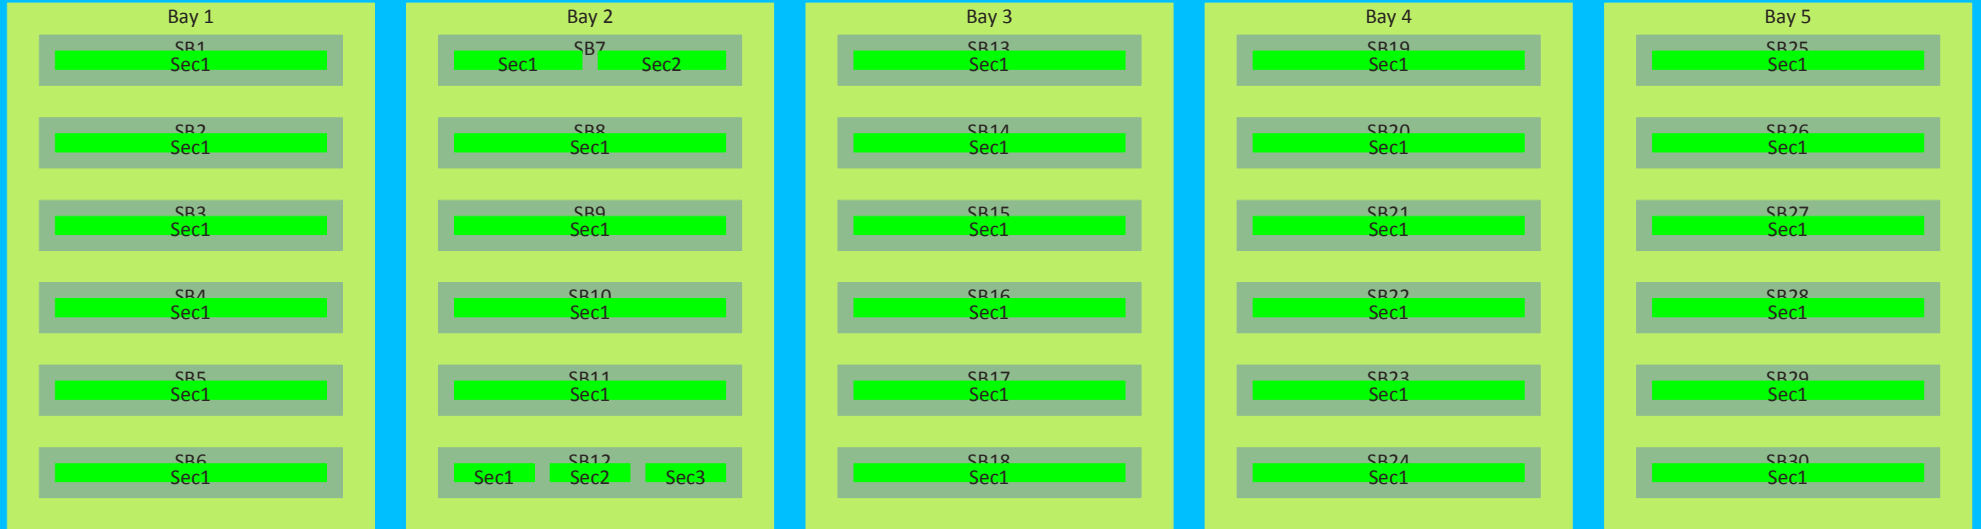 Bay 1 Bay 2 Bay 3 Bay 4 Bay 5
SB1 SB7 SB13 SB19 SB25
Sec1 Sec1 Sec2 Sec1 Sec1 Sec1
SB2 SB8 SB14 SB20 SB26
Sec1 Sec1 Sec1 Sec1 Sec1
SB3 SB9 SB15 SB21 SB27
Sec1 Sec1 Sec1 Sec1 Sec1
SB4 SB10 SB16 SB22 SB28
Sec1 Sec1 Sec1 Sec1 Sec1
SB5 SB11 SB17 SB23 SB29
Sec1 Sec1 Sec1 Sec1 Sec1
SB6 SB12 SB18 SB24 SB30
Sec1 Sec1 Sec2 Sec3 Sec1 Sec1 Sec1